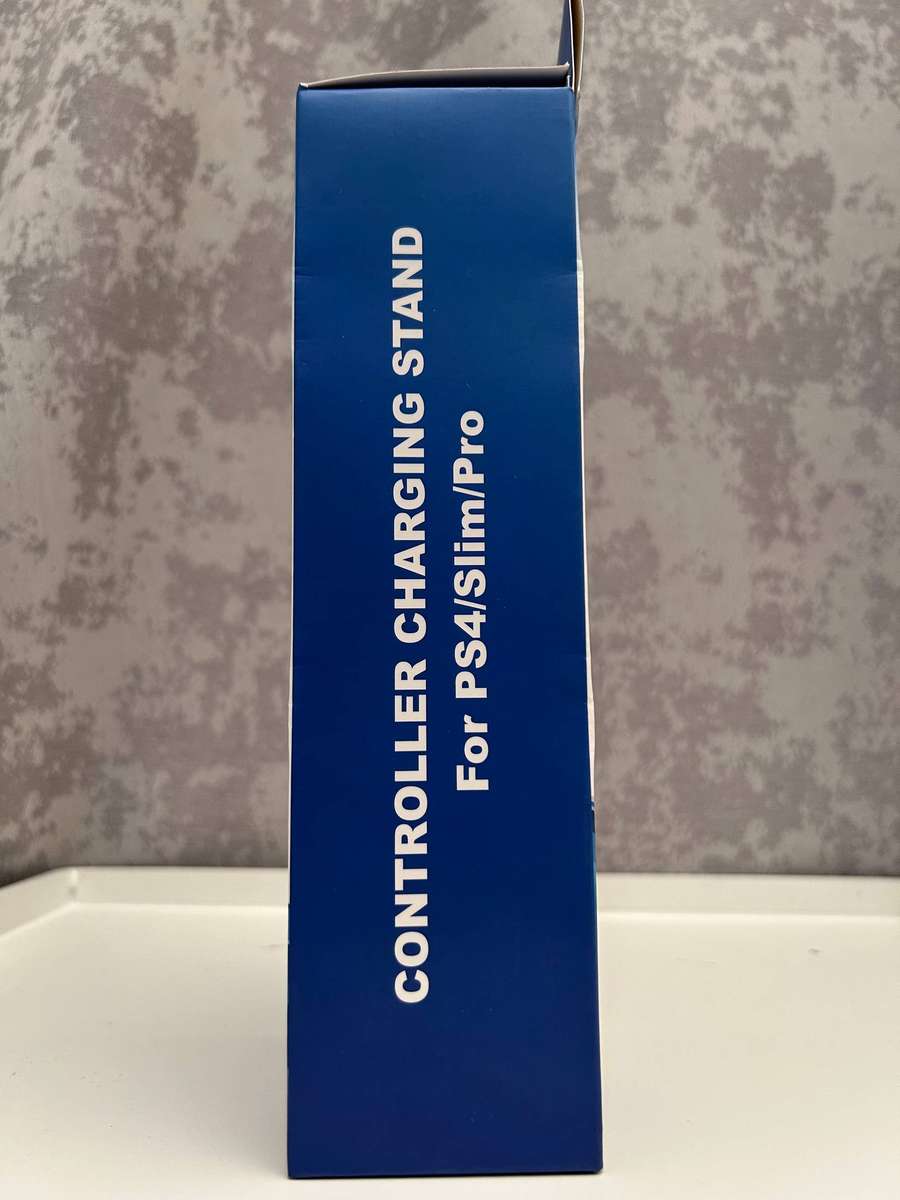 CONTROLLER CHARGING STAND
For PS4/Slim/Pro